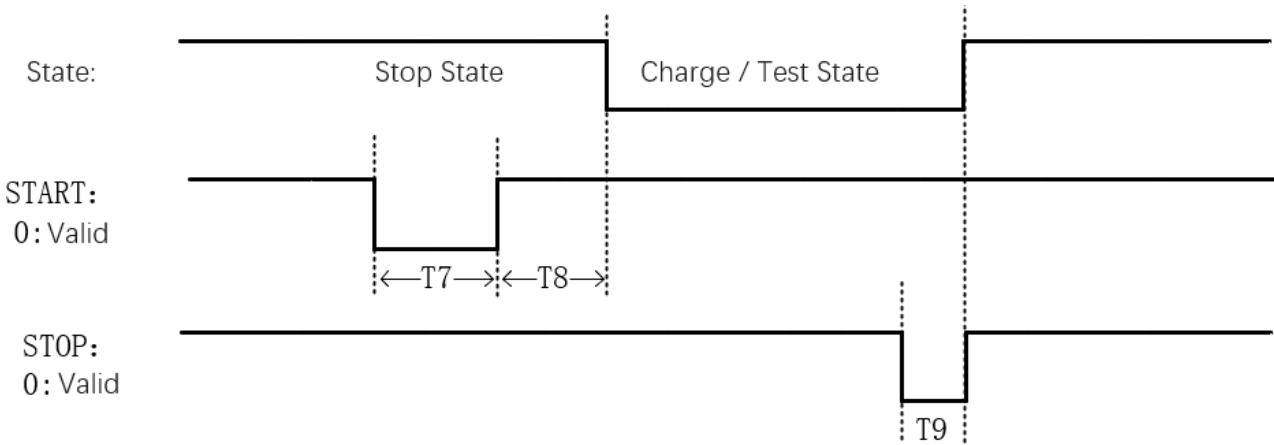 State:
Stop State
Charge / Test State
START:
0: Valid
T7
T8
STOP:
0: Valid
T9